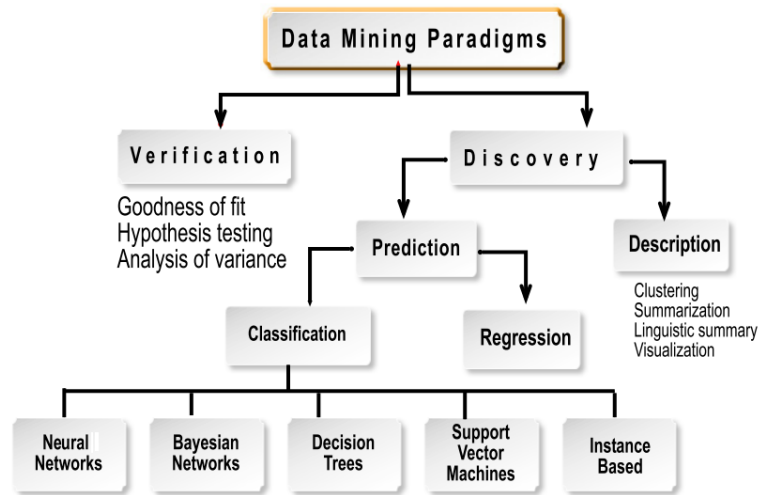 Data Mining Paradigms
Verification
Discovery
Goodness of fit
Hypothesis testing
Analysis of variance
Prediction
Description
Clustering
Summarization
Linguistic summary
Visualization
Classification
Regression
Neural
Networks
Bayesian
Networks
Decision
Trees
Support
Vector
Machines
Instance
Based